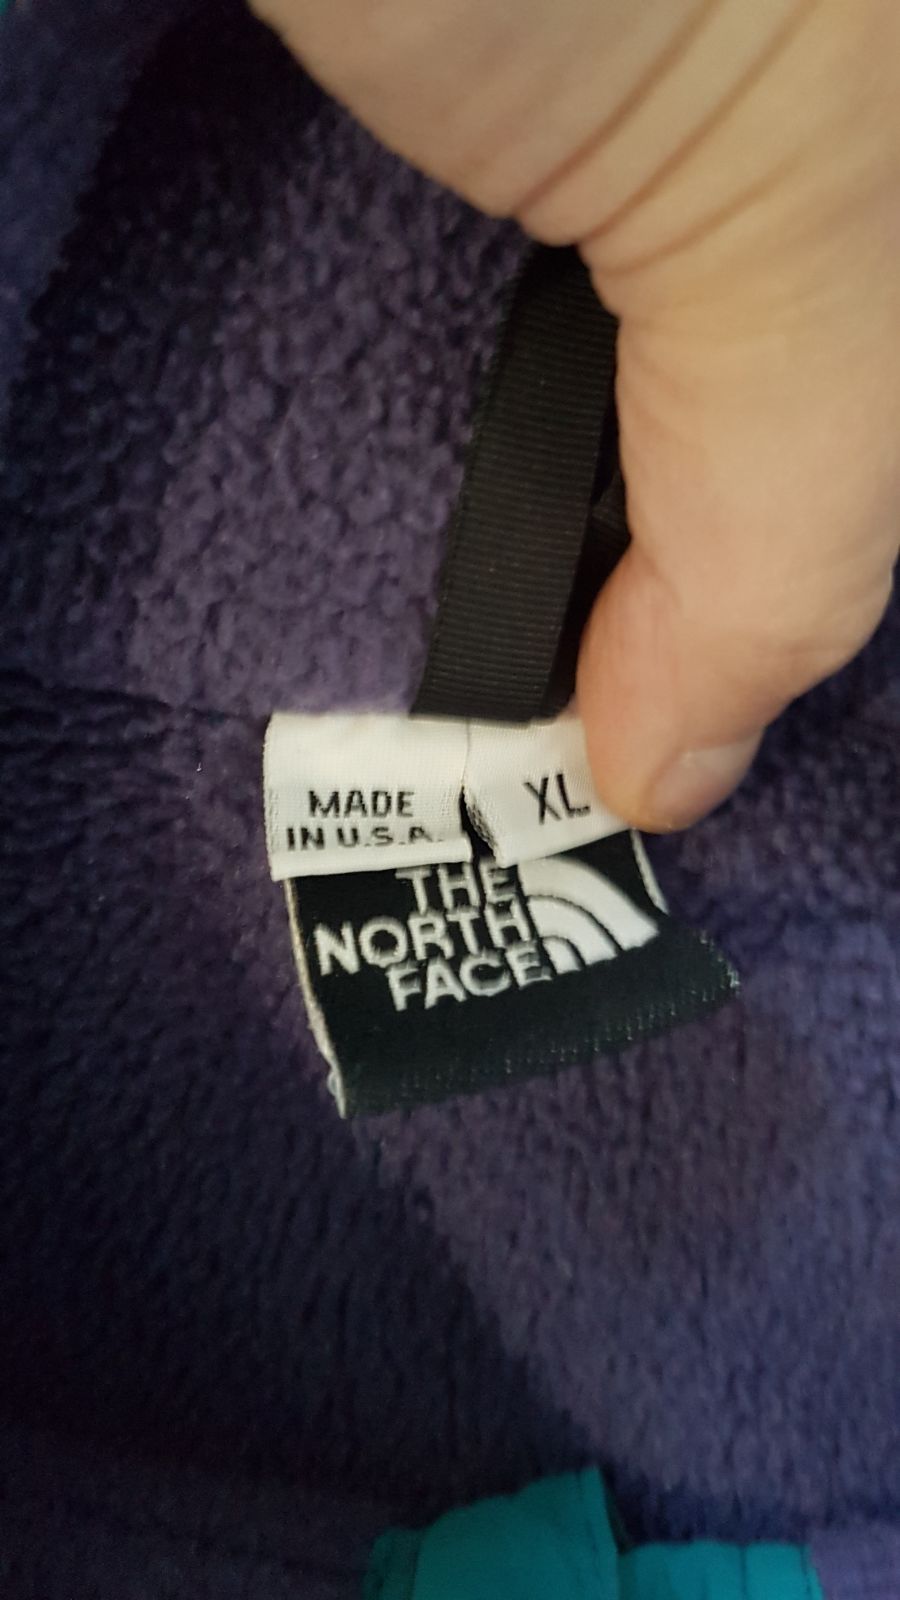 MADE
IN U.S.A.
XL
THE
NORTH
FACE